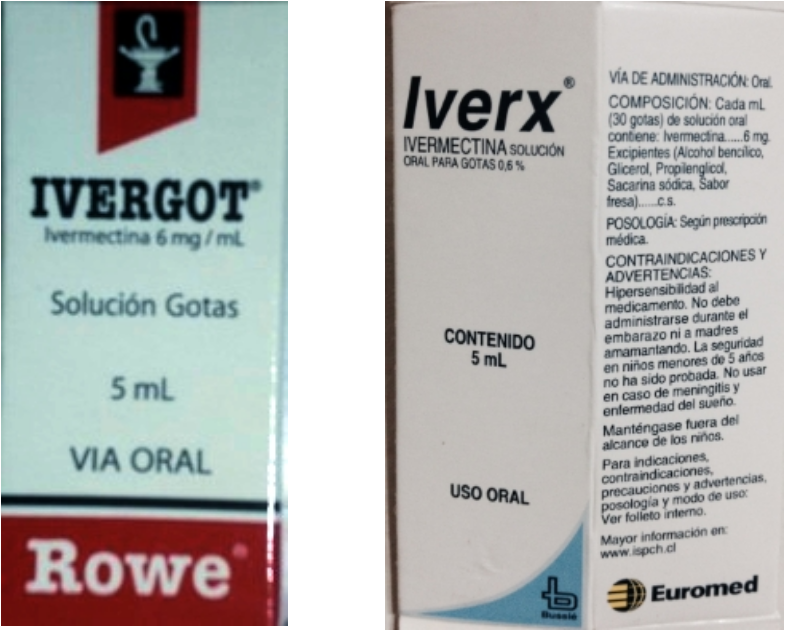 IVERGOT®
Ivermectina 6 mg / mL
Solución Gotas
5 mL
VIA ORAL
Rowe®
Iverx®
IVERMECTINA SOLUCIÓN
ORAL PARA GOTAS 0,6 %
CONTENIDO
5 mL
USO ORAL
Bussié
VÍA DE ADMINISTRACIÓN: Oral.
COMPOSICIÓN: Cada mL
(30 gotas) de solución oral
contiene: Ivermectina.....6 mg.
Excipientes (Alcohol bencílico,
Glicerol, Propilenglicol,
Sacarina sódica, Sabor
fresa)......c.s.
POSOLOGÍA: Según prescripción
médica.
CONTRAINDICACIONES Y
ADVERTENCIAS:
Hipersensibilidad al
medicamento. No debe
administrarse durante el
embarazo ni a madres
amamantando. La seguridad
en niños menores de 5 años
no ha sido probada. No usar
en caso de meningitis y
enfermedad del sueño.
Manténgase fuera del
alcance de los niños.
Para indicaciones,
contraindicaciones,
precauciones y advertencias,
posología y modo de uso:
Ver folleto interno.
Mayor información en:
www.ispch.cl
Euromed